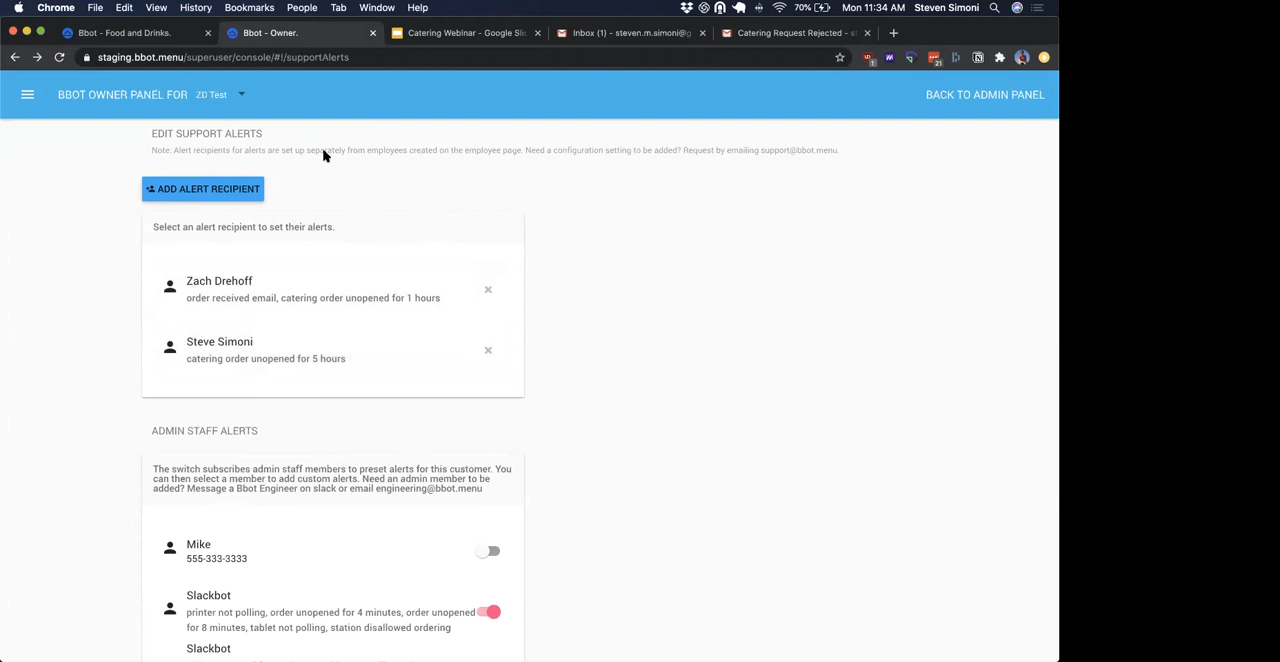 Chrome File Edit View History Bookmarks People Tab Window Help 70% Mon 11:34 AM Steven Simoni
Bbot - Food and Drinks. Bbot - Owner. Catering Webinar - Google Slid Inbox (1) - steven.m.simoni@g Catering Request Rejected - s
staging.bbot.menu/superuser/console/#!/supportAlerts 1 21
BBOT OWNER PANEL FOR ZD Test BACK TO ADMIN PANEL
EDIT SUPPORT ALERTS
Note: Alert recipients for alerts are set up separately from employees created on the employee page. Need a configuration setting to be added? Request by emailing support@bbot.menu.
ADD ALERT RECIPIENT
Select an alert recipient to set their alerts.
Zach Drehoff
order received email, catering order unopened for 1 hours
Steve Simoni
catering order unopened for 5 hours
ADMIN STAFF ALERTS
The switch subscribes admin staff members to preset alerts for this customer. You
can then select a member to add custom alerts. Need an admin member to be
added? Message a Bbot Engineer on slack or email engineering@bbot.menu
Mike
555-333-3333
Slackbot
printer not polling, order unopened for 4 minutes, order unopened
for 8 minutes, tablet not polling, station disallowed ordering
Slackbot